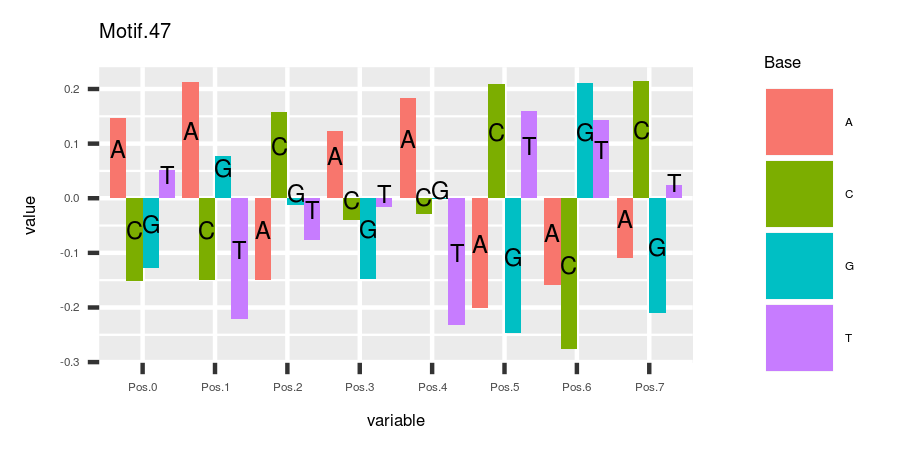 Motif.47
value
0.2
0.1
0.0
-0.1
-0.2
-0.3
A C G T
A C G T
A C G T
A C G T
A C G T
A C G T
A C G T
A C G T
Pos.0 Pos.1 Pos.2 Pos.3 Pos.4 Pos.5 Pos.6 Pos.7
variable
Base
A
C
G
T